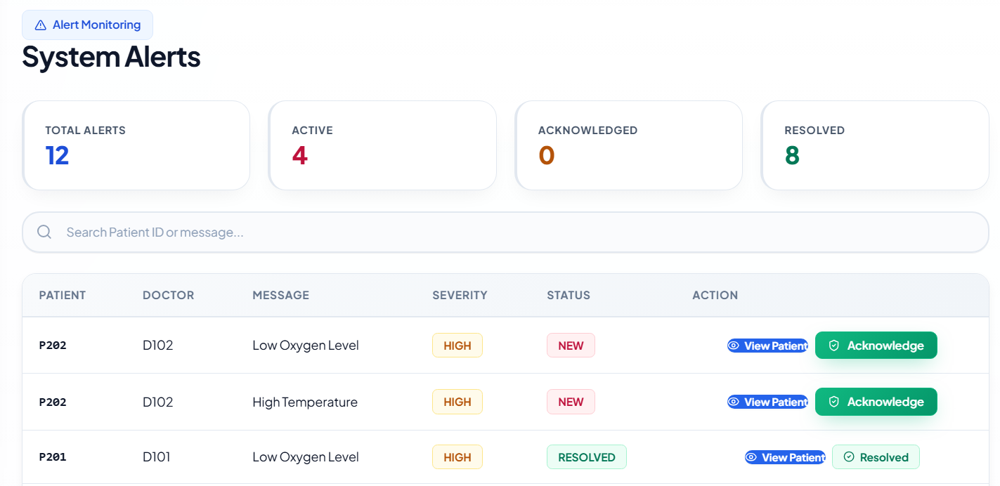 Alert Monitoring
System Alerts
TOTAL ALERTS ACTIVE ACKNOWLEDGED RESOLVED
12 4 0 8
Search Patient ID or message...
PATIENT DOCTOR MESSAGE SEVERITY STATUS ACTION
P202 D102 Low Oxygen Level HIGH NEW View Patient Acknowledge
P202 D102 High Temperature HIGH NEW View Patient Acknowledge
P201 D101 Low Oxygen Level HIGH RESOLVED View Patient Resolved